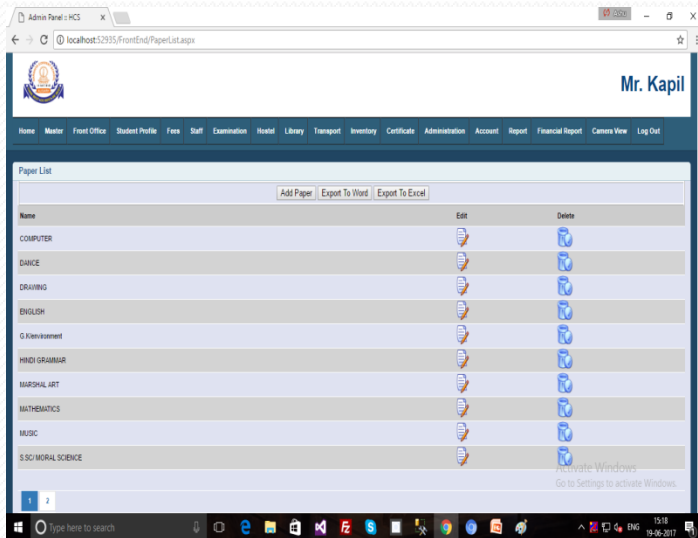 Admin Panel :: HCS
localhost:52935/FrontEnd/PaperList.aspx
Mr. Kapil
Home Master Front Office Student Profile Fees Staff Examination Hostel Library Transport Inventory Certificate Administration Account Report Financial Report Camera View Log Out
Paper List
Add Paper Export To Word Export To Excel
Name Edit Delete
COMPUTER
DANCE
DRAWING
ENGLISH
G.K/environment
HINDI GRAMMAR
MARSHAL ART
MATHEMATICS
MUSIC
S.SC/ MORAL SCIENCE
Activate Windows
Go to Settings to activate Windows.
1 2
Type here to search
ENG
15:18
19-06-2017